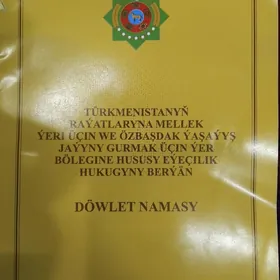 TÜRKMENISTANYŇ
RAÝATLARYNA MELLEK
ÝERI ÜÇIN WE ÖZBAŞDAK ÝAŞAÝYŞ
JAÝYNY GURMAK ÜÇIN ÝER
BÖLEGINE HUSUSY EÝEÇILIK
HUKUGYNY BERÝÄN
DÖWLET NAMASY